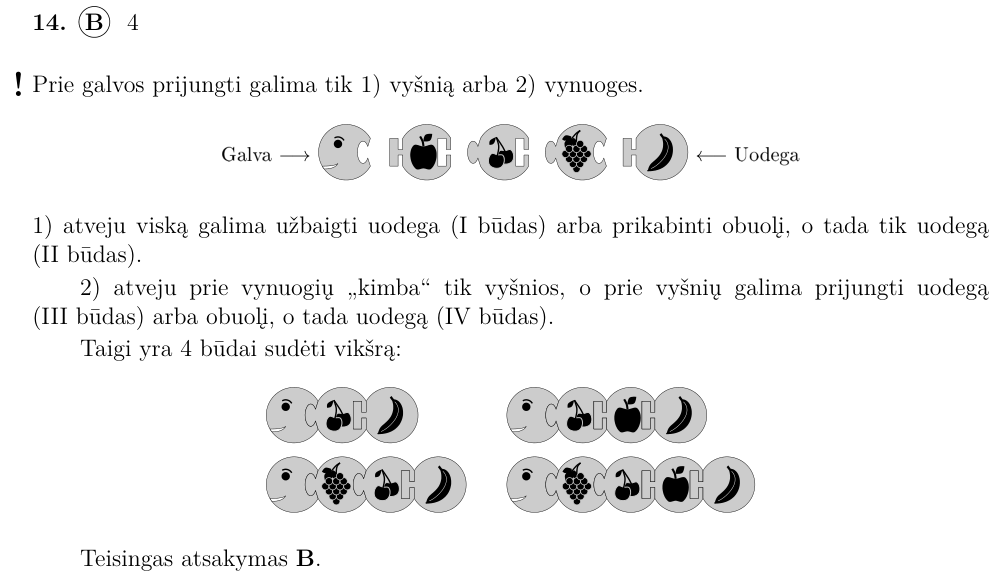 14. B 4
! Prie galvos prijungti galima tik 1) vyšnią arba 2) vynuoges.
Galva → ← Uodega
1) atveju viską galima užbaigti uodega (I būdas) arba prikabinti obuolį, o tada tik uodegą
(II būdas).
2) atveju prie vynuogių „kimba“ tik vyšnios, o prie vyšnių galima prijungti uodegą
(III būdas) arba obuolį, o tada uodegą (IV būdas).
Taigi yra 4 būdai sudėti vikšrą:
Teisingas atsakymas B.